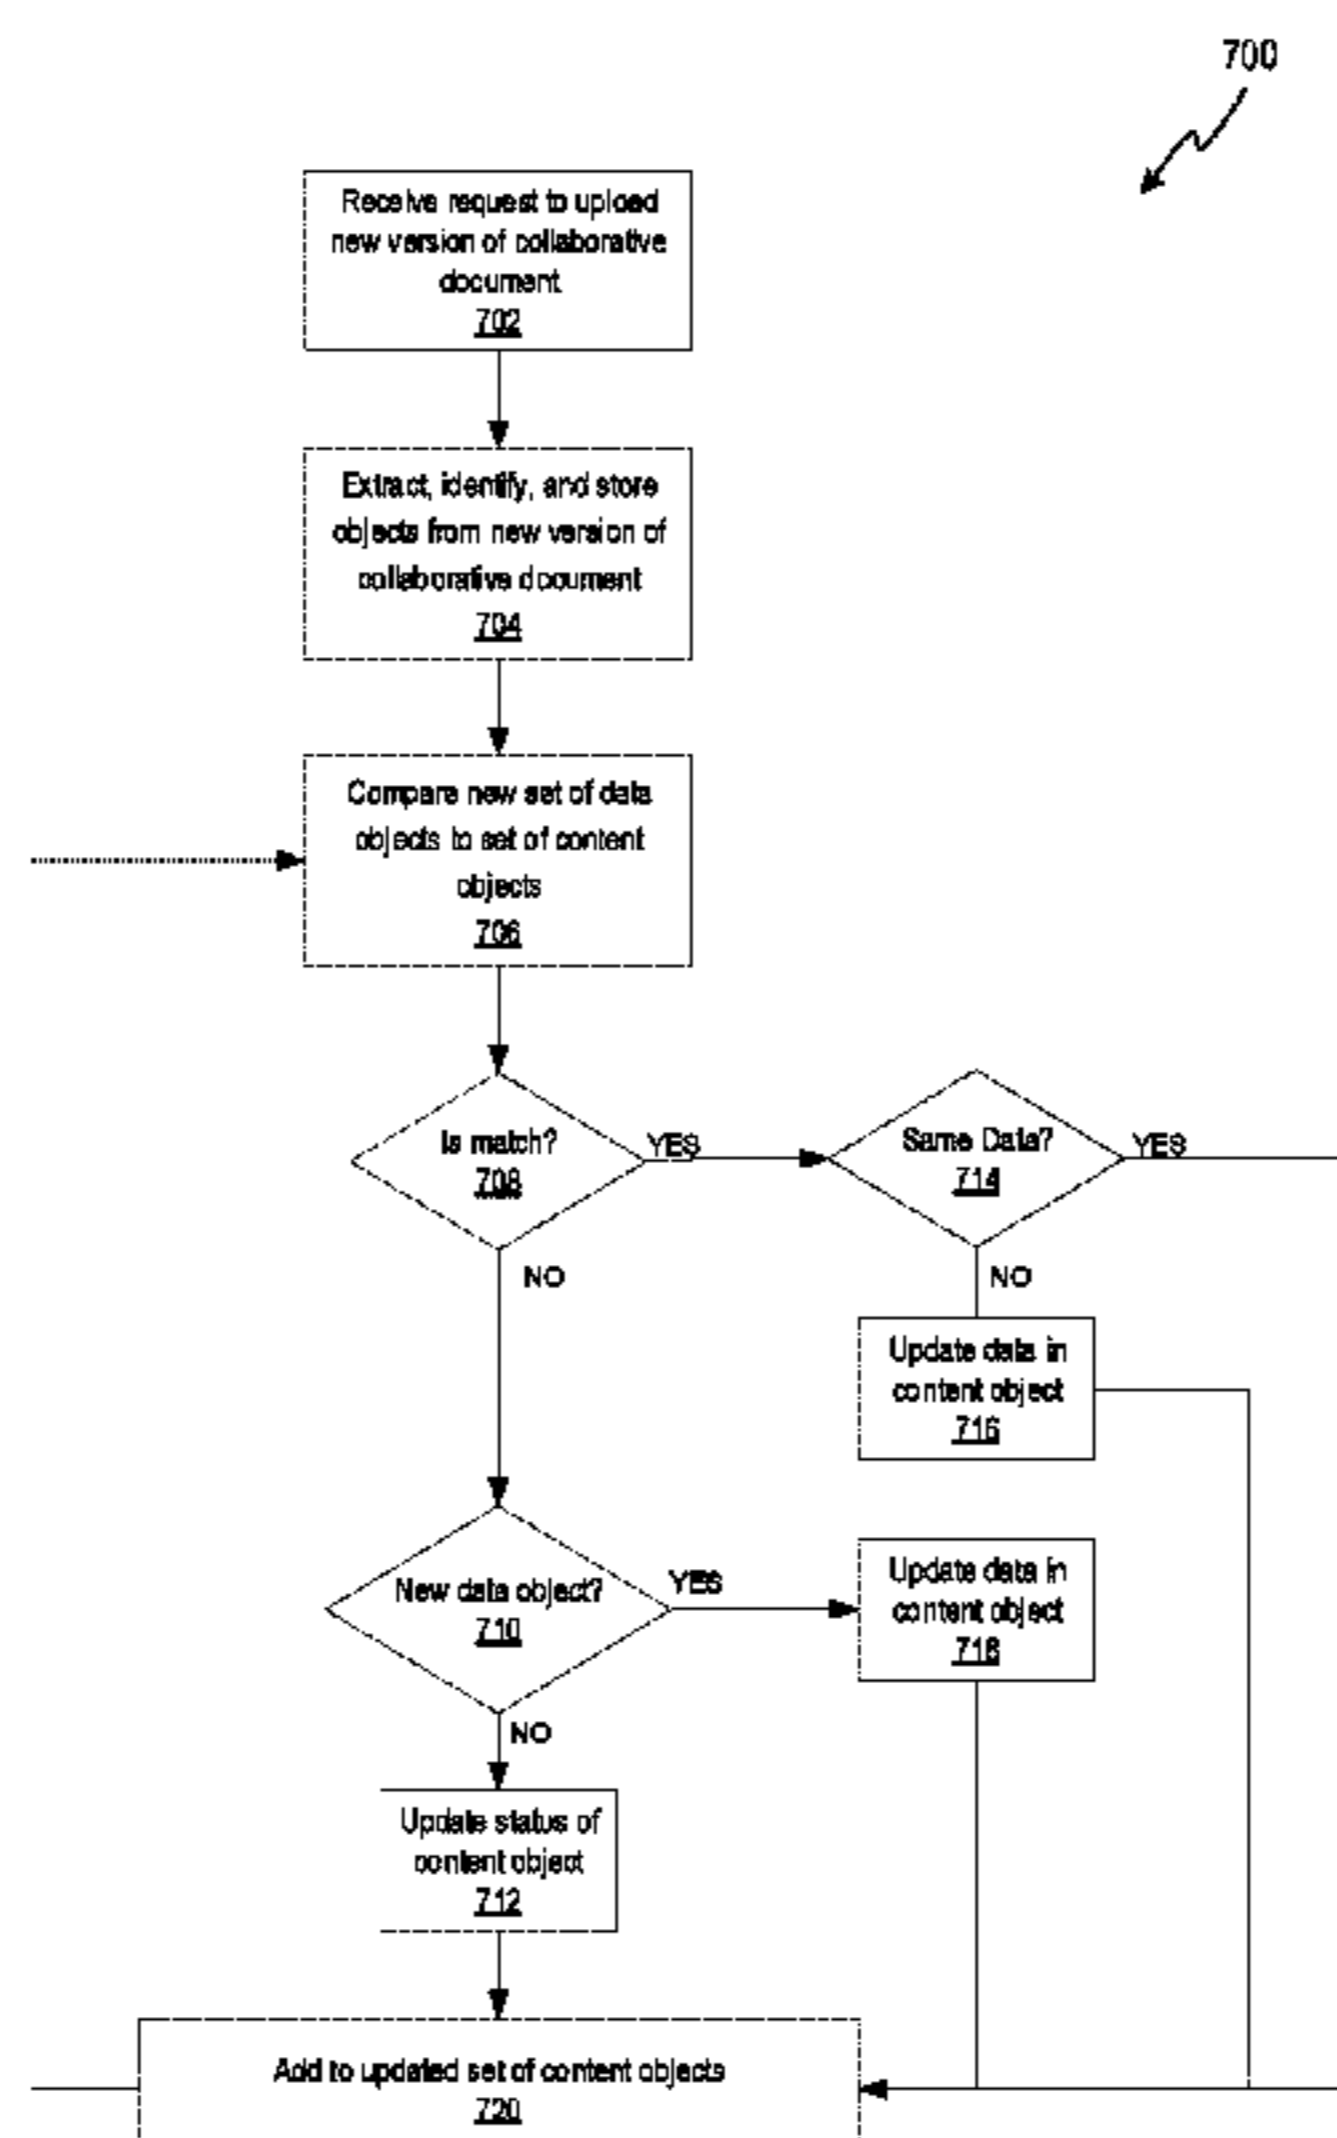 700
Receive request to upload
new version of collaborative
document
702
Extract, identify, and store
objects from new version of
collaborative document
704
Compare new set of data
objects to set of content
objects
706
Is match?
708
YES
Same Data?
714
YES
NO
NO
Update data in
content object
716
New data object?
710
YES
Update data in
content object
718
NO
Update status of
content object
712
Add to updated set of content objects
720